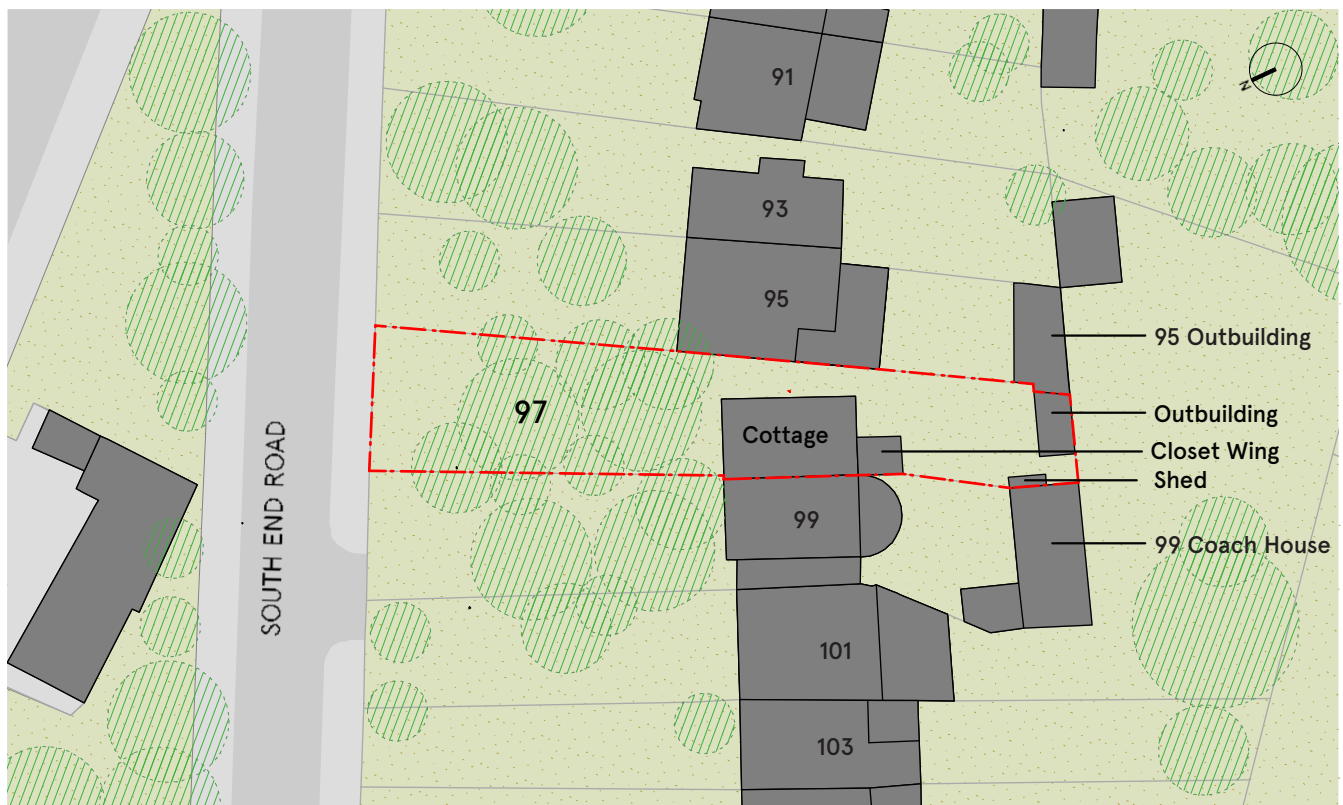 91
N
93
95
95 Outbuilding
97
Outbuilding
Cottage
Closet Wing
Shed
99
99 Coach House
SOUTH END ROAD
101
103